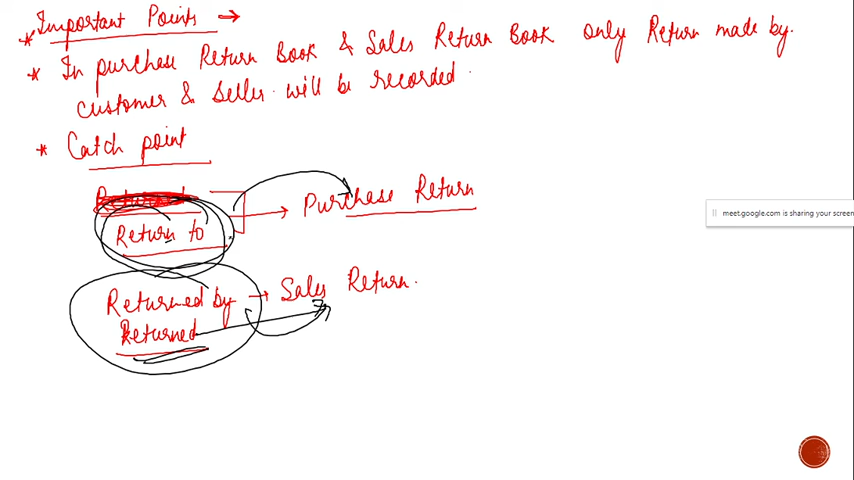 * Important Points →
* In purchase Return Book & Sales Return Book only Return made by
customer & Seller will be recorded
* Catch point
Return to → Purchase Return
Returned by → Sales Return.
Returned
meet.google.com is sharing your screen